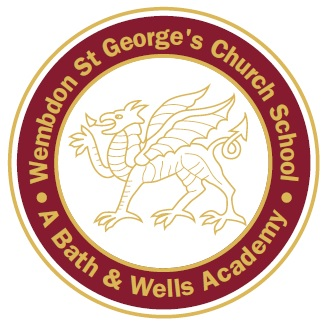 Wembdon St George's Church School
A Bath & Wells Academy